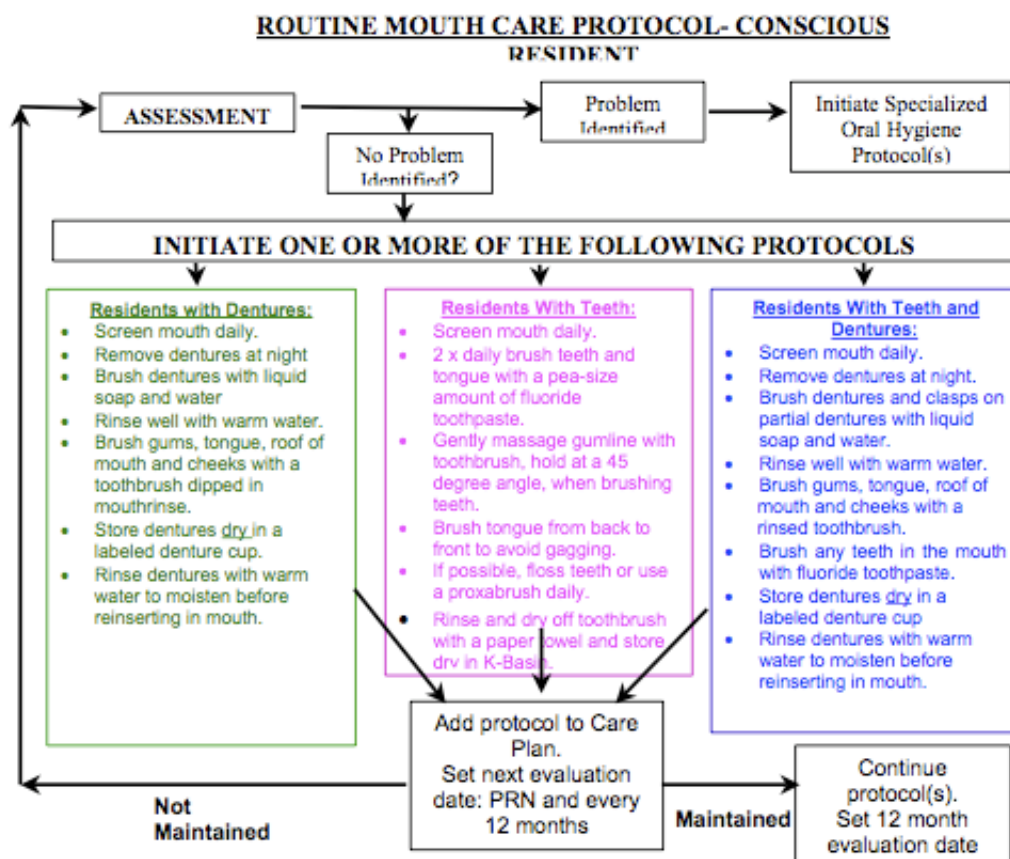 ROUTINE MOUTH CARE PROTOCOL- CONSCIOUS
RESIDENT
ASSESSMENT
Problem
Identified
Initiate Specialized
Oral Hygiene
Protocol(s)
No Problem
Identified?
INITIATE ONE OR MORE OF THE FOLLOWING PROTOCOLS
Residents with Dentures:
• Screen mouth daily.
• Remove dentures at night
• Brush dentures with liquid
soap and water
• Rinse well with warm water.
• Brush gums, tongue, roof of
mouth and cheeks with a
toothbrush dipped in
mouthrinse.
• Store dentures dry in a
labeled denture cup.
• Rinse dentures with warm
water to moisten before
reinserting in mouth.
Residents With Teeth:
• Screen mouth daily.
• 2 x daily brush teeth and
tongue with a pea-size
amount of fluoride
toothpaste.
• Gently massage gumline with
toothbrush, hold at a 45
degree angle, when brushing
teeth.
• Brush tongue from back to
front to avoid gagging.
• If possible, floss teeth or use
a proxabrush daily.
• Rinse and dry off toothbrush
with a paper towel and store
dry in K-Basin.
Residents With Teeth and
Dentures:
• Screen mouth daily.
• Remove dentures at night.
• Brush dentures and clasps on
partial dentures with liquid
soap and water.
• Rinse well with warm water.
• Brush gums, tongue, roof of
mouth and cheeks with a
rinsed toothbrush.
• Brush any teeth in the mouth
with fluoride toothpaste.
• Store dentures dry in a
labeled denture cup
• Rinse dentures with warm
water to moisten before
reinserting in mouth.
Add protocol to Care
Plan.
Set next evaluation
date: PRN and every
12 months
Not
Maintained
Maintained
Continue
protocol(s).
Set 12 month
evaluation date